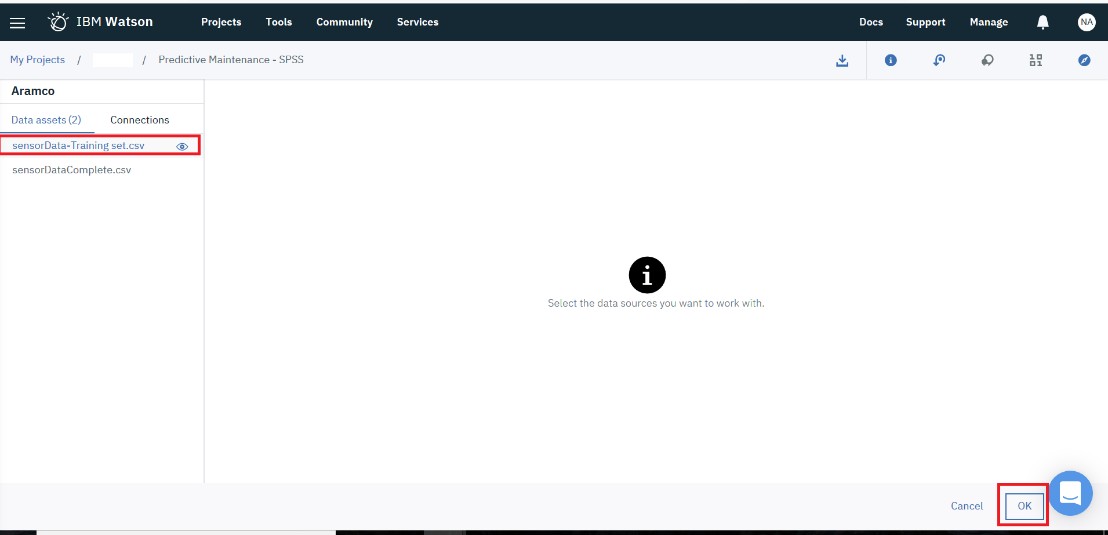 IBM Watson Projects Tools Community Services Docs Support Manage NA
My Projects / / Predictive Maintenance - SPSS
Aramco
Data assets (2) Connections
sensorData-Training set.csv
sensorDataComplete.csv
Select the data sources you want to work with.
Cancel OK